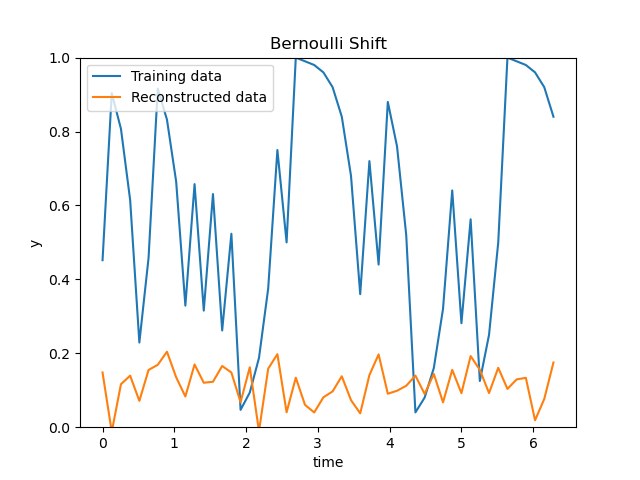 Bernoulli Shift
Training data
Reconstructed data
1.0
0.8
0.6
0.4
0.2
0.0
y
0 1 2 3 4 5 6
time